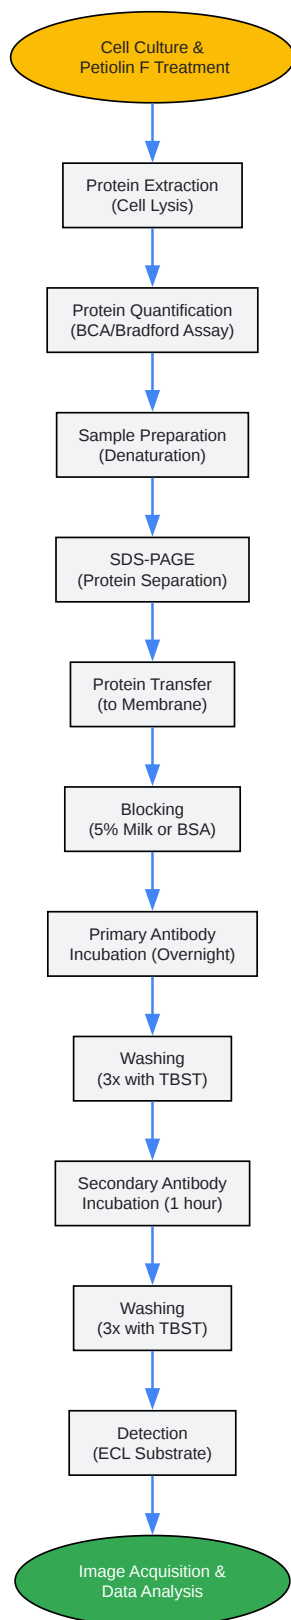 Cell Culture &
Petiolin F Treatment
Protein Extraction
(Cell Lysis)
Protein Quantification
(BCA/Bradford Assay)
Sample Preparation
(Denaturation)
SDS-PAGE
(Protein Separation)
Protein Transfer
(to Membrane)
Blocking
(5% Milk or BSA)
Primary Antibody
Incubation (Overnight)
Washing
(3x with TBST)
Secondary Antibody
Incubation (1 hour)
Washing
(3x with TBST)
Detection
(ECL Substrate)
Image Acquisition &
Data Analysis